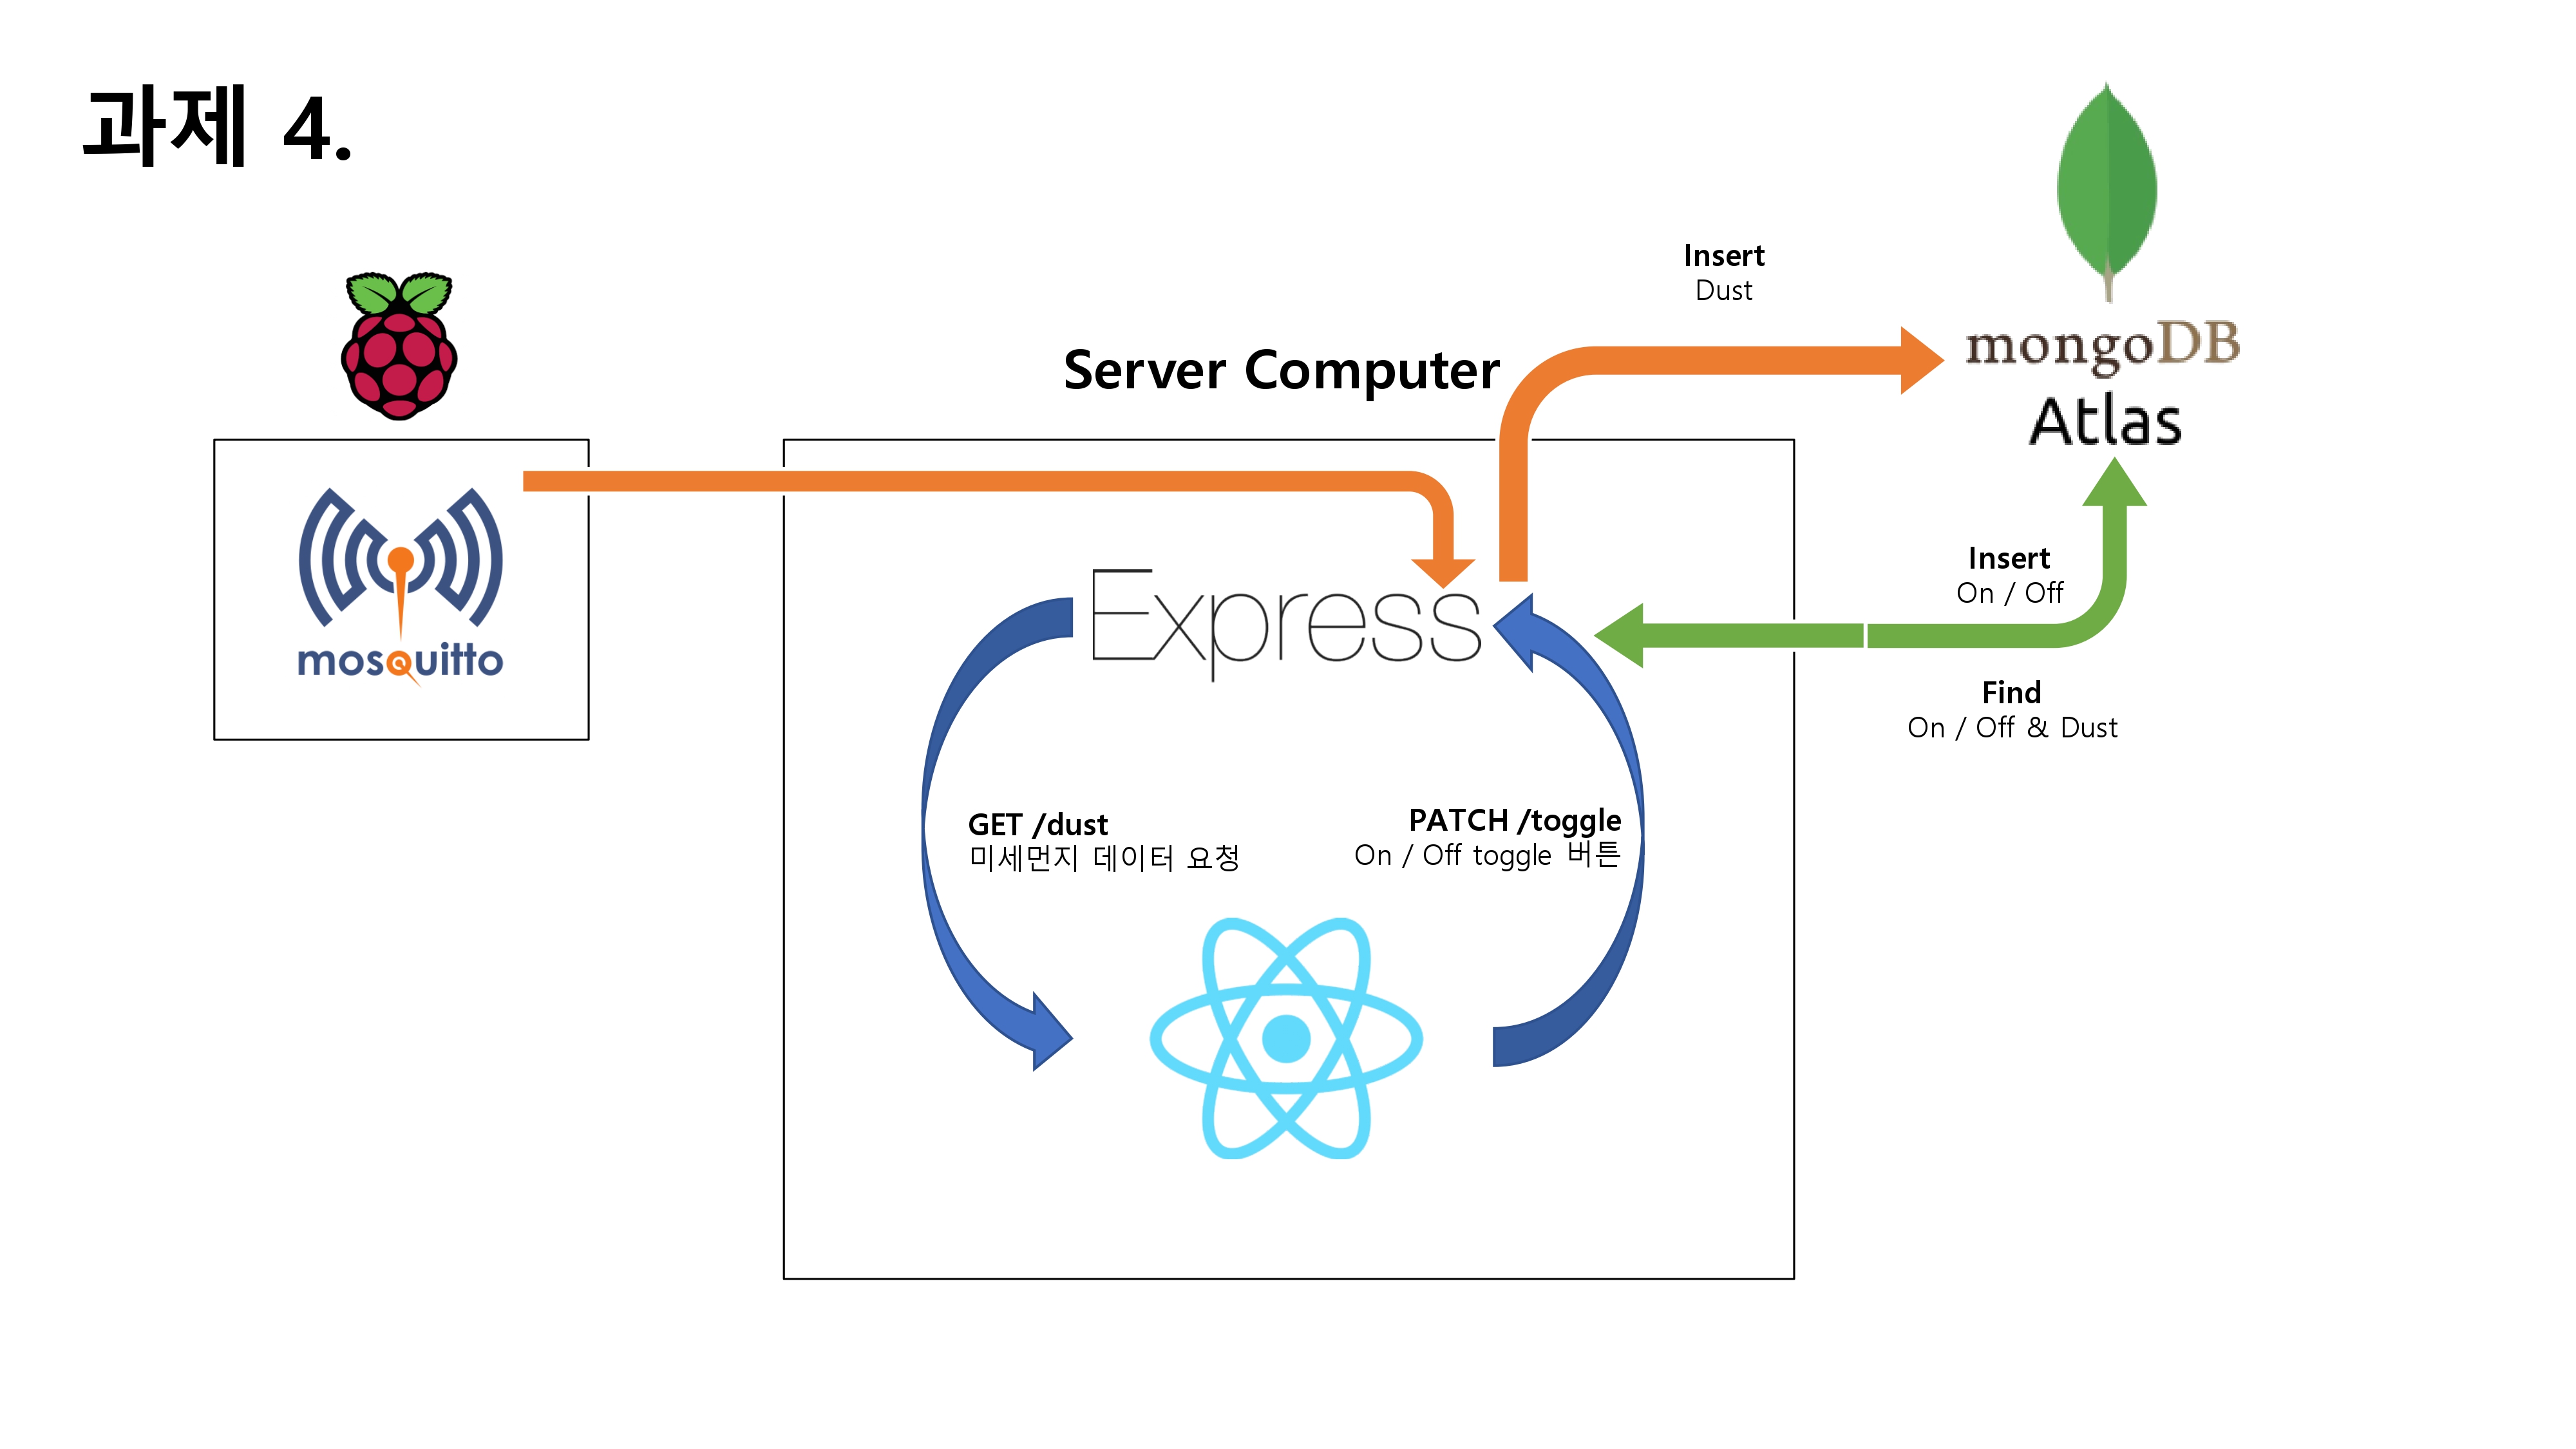 과제 4.
Insert
Dust
mongoDB
Atlas
Server Computer
mosquitto
Express
Insert
On / Off
Find
On / Off & Dust
GET /dust
미세먼지 데이터 요청
PATCH /toggle
On / Off toggle 버튼